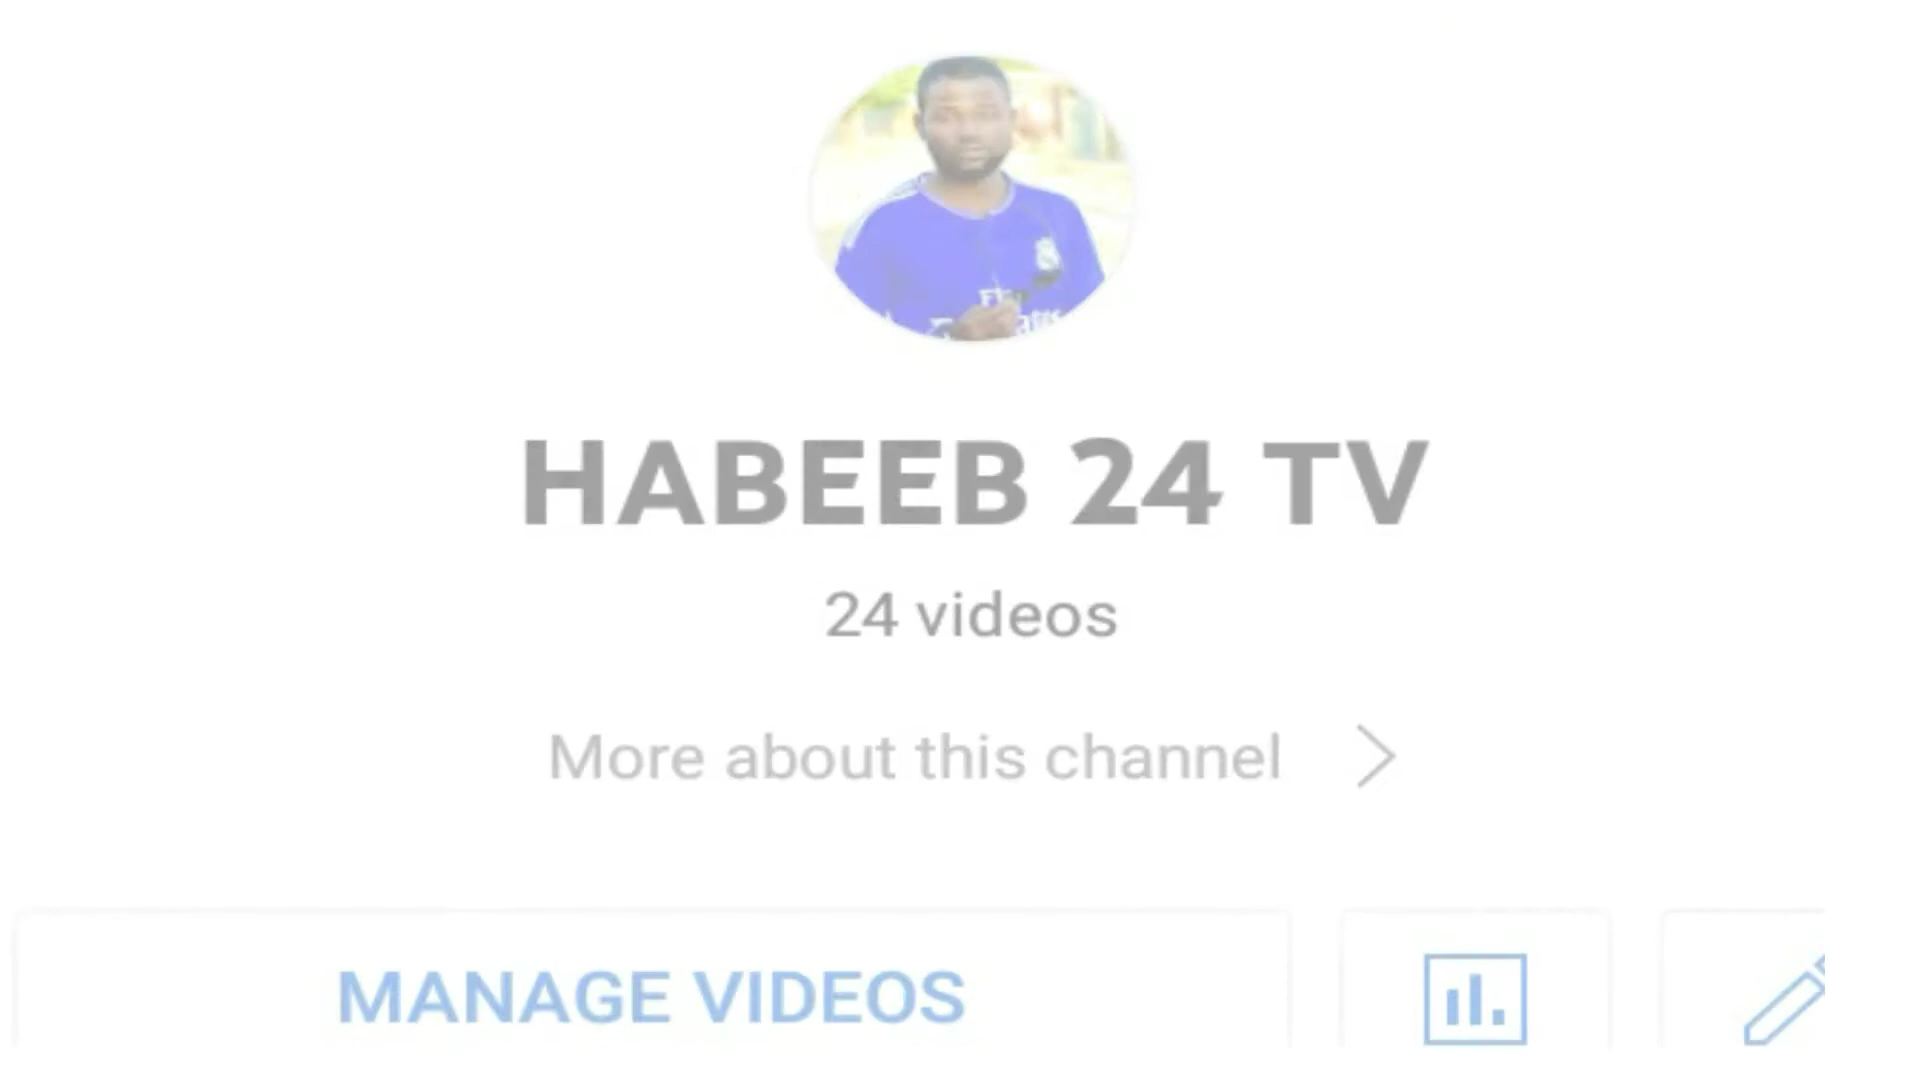 HABEEB 24 TV
24 videos
More about this channel
MANAGE VIDEOS